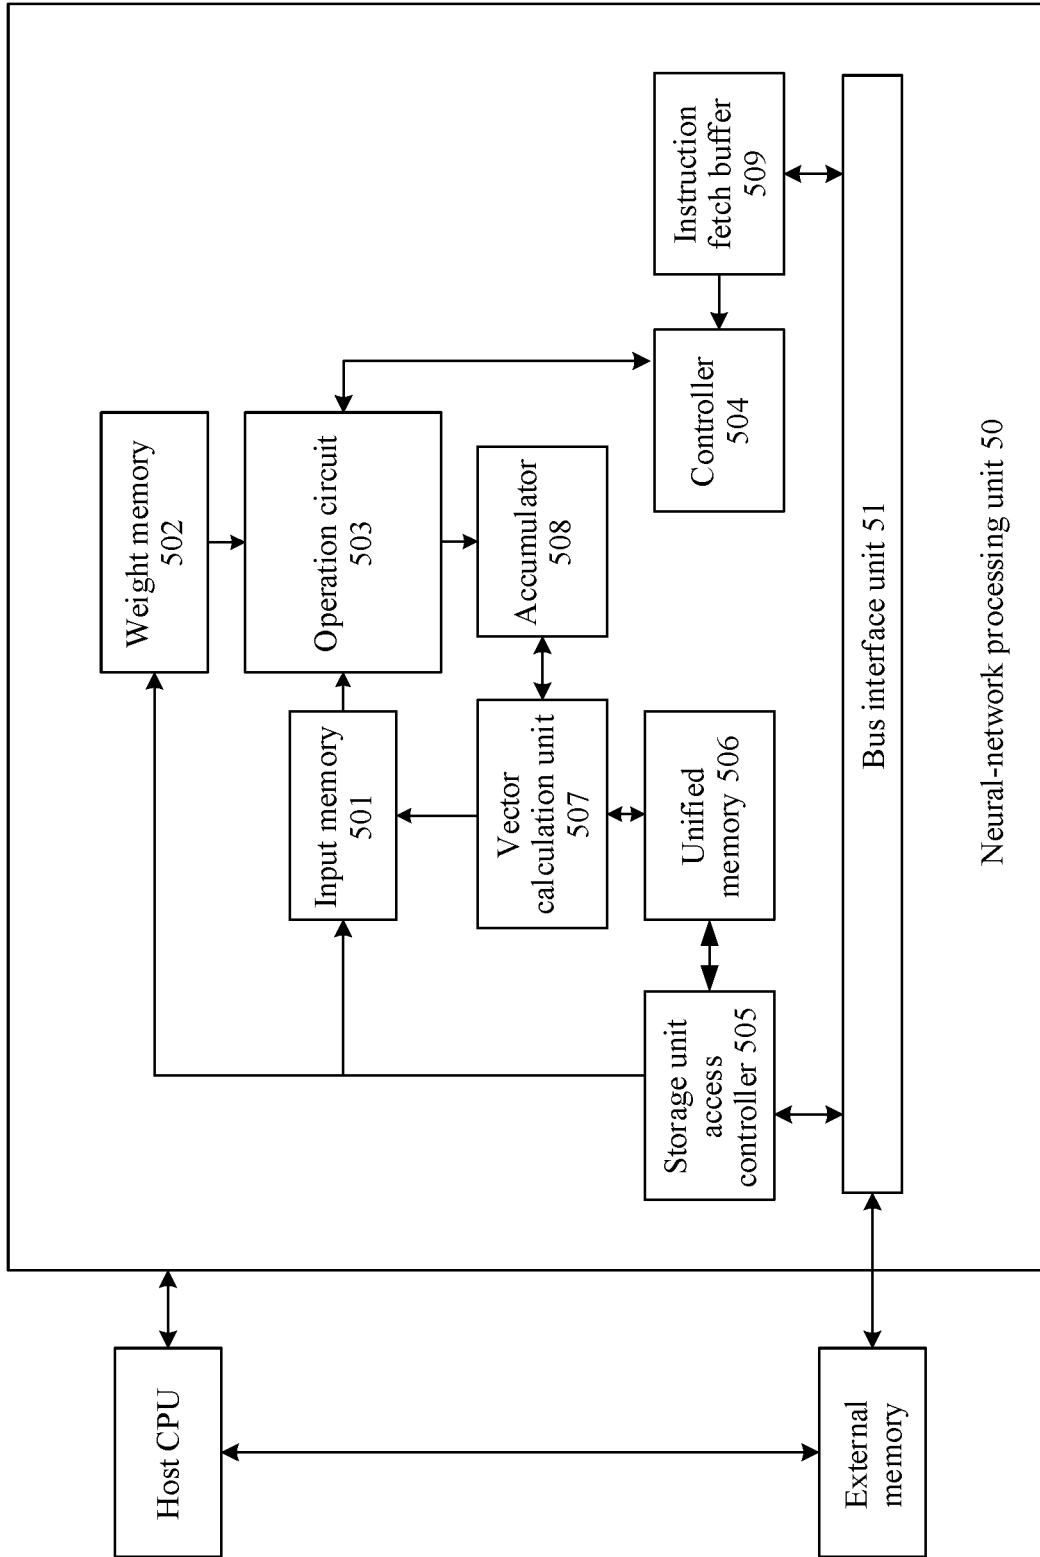 Host CPU
External
memory
Weight memory
502
Input memory
501
Operation circuit
503
Vector
calculation unit
507
Accumulator
508
Storage unit
access
controller 505
Unified
memory 506
Controller
504
Instruction
fetch buffer
509
Bus interface unit 51
Neural-network processing unit 50